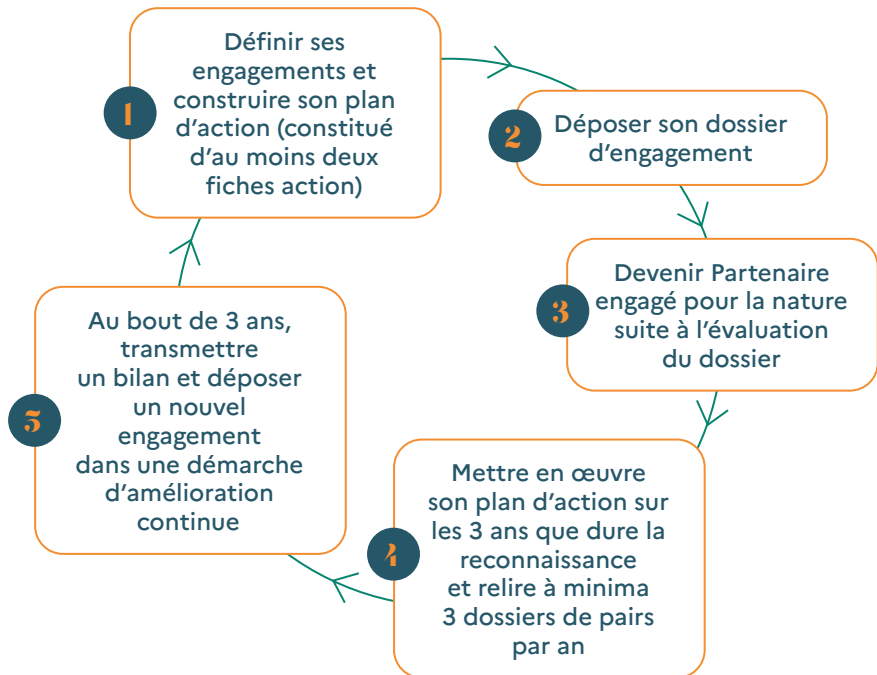 1
Définir ses
engagements et
construire son plan
d’action (constitué
d’au moins deux
fiches action)
2
Déposer son dossier
d’engagement
3
Devenir Partenaire
engagé pour la nature
suite à l’évaluation
du dossier
4
Mettre en œuvre
son plan d’action sur
les 3 ans que dure la
reconnaissance
et relire à minima
3 dossiers de pairs
par an
5
Au bout de 3 ans,
transmettre
un bilan et déposer
un nouvel
engagement
dans une démarche
d’amélioration
continue